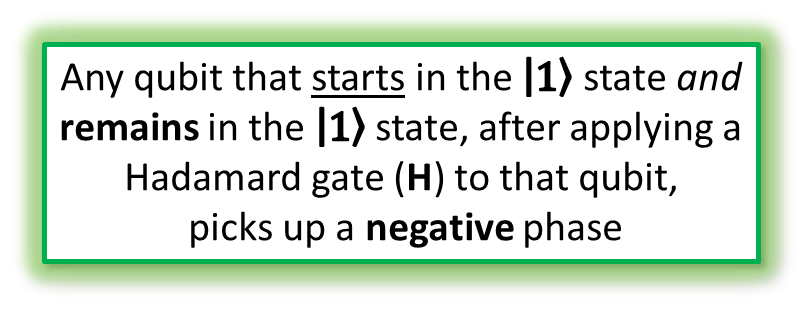 Any qubit that starts in the |1⟩ state and
remains in the |1⟩ state, after applying a
Hadamard gate (H) to that qubit,
picks up a negative phase